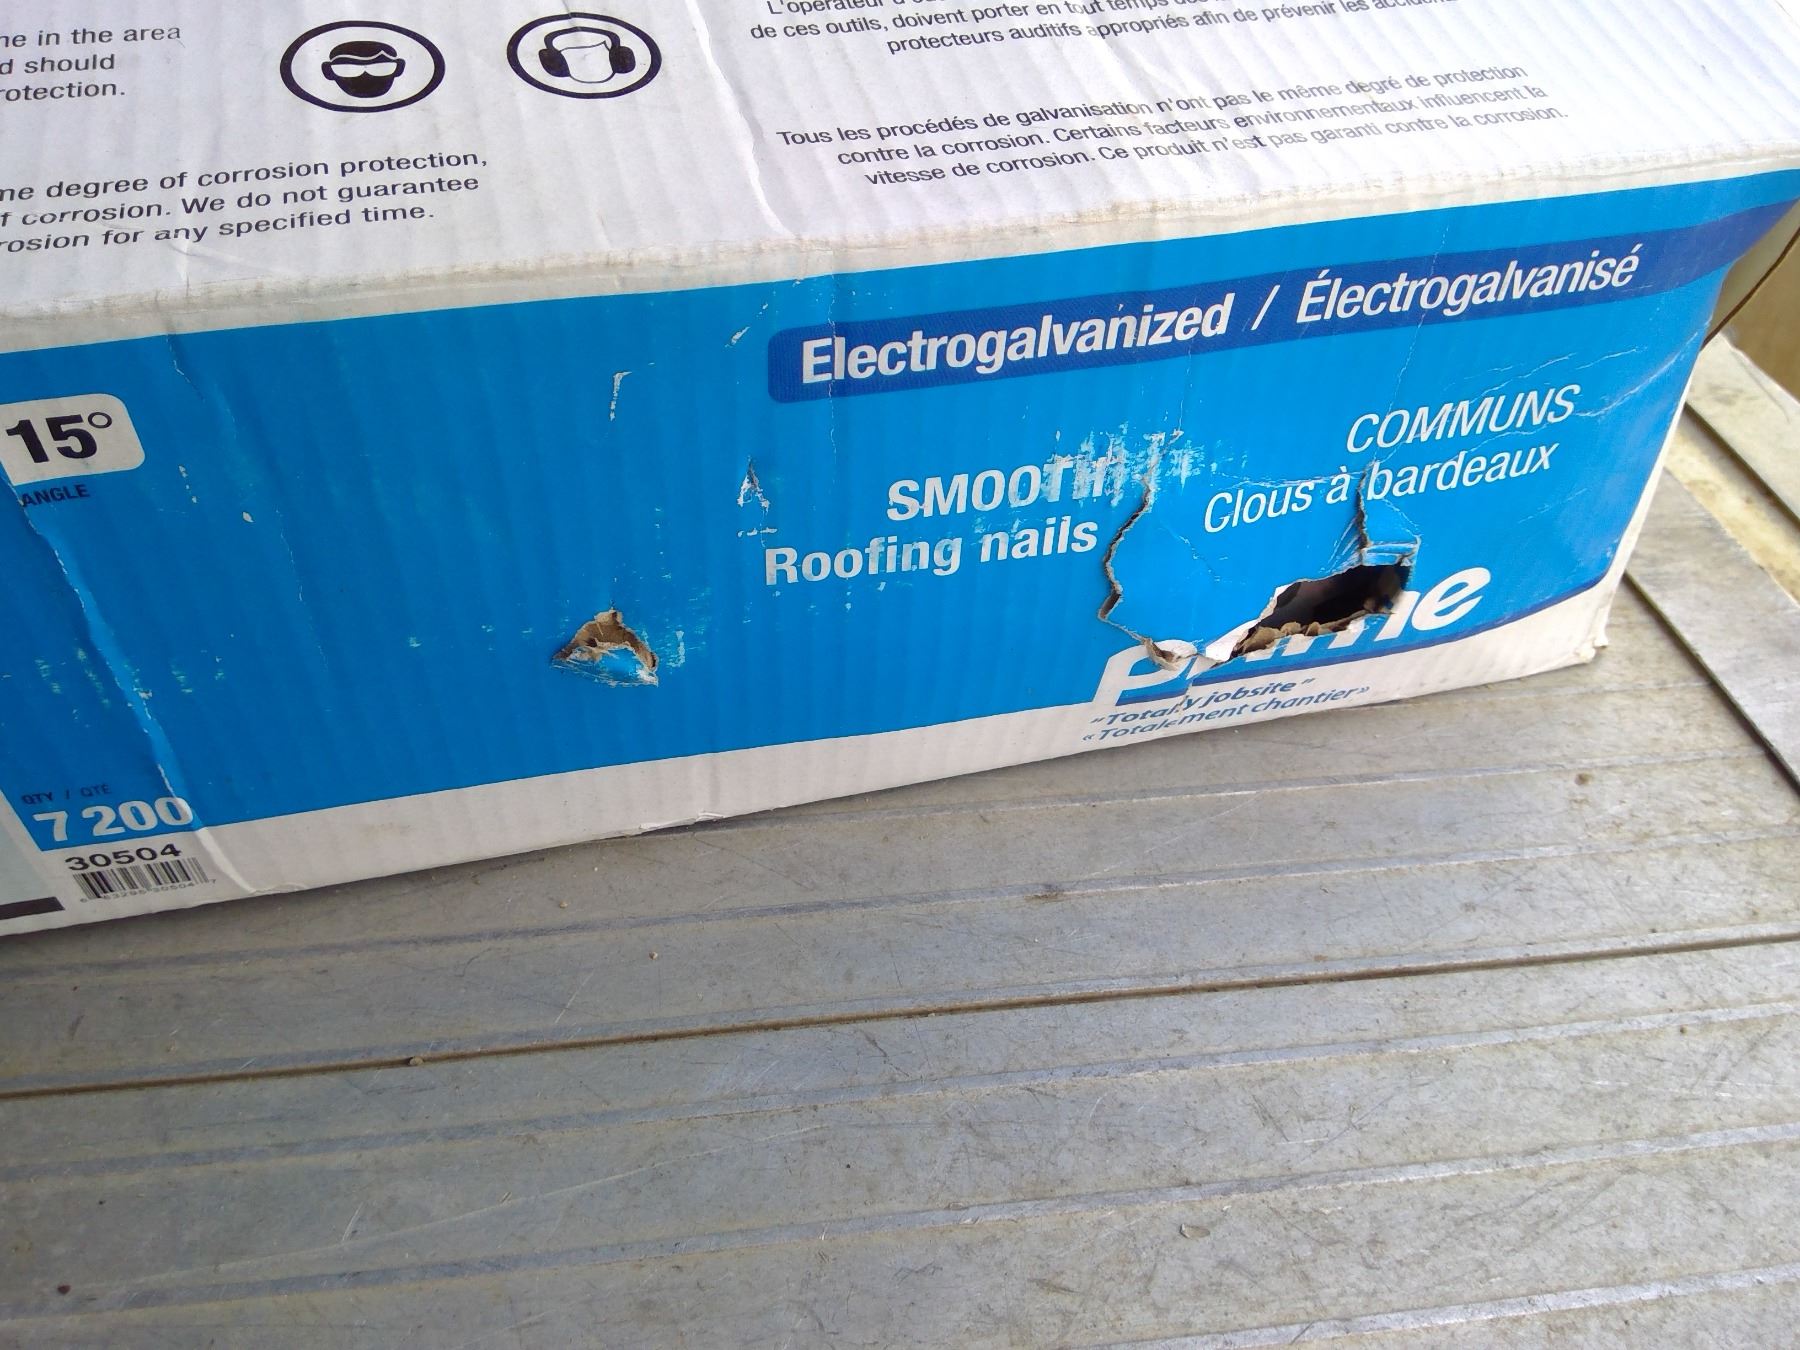 ne in the area
d should
rotection.
me degree of corrosion protection,
f corrosion. We do not guarantee
rosion for any specified time.
L'opérateur
de ces outils, doivent porter en tout temps
protecteurs auditifs appropriés afin de prévenir les
Tous les procédés de galvanisation n'ont pas le même degré de protection
contre la corrosion. Certains facteurs environnementaux influencent la
vitesse de corrosion. Ce produit n'est pas garanti contre la corrosion.
Electrogalvanized / Électrogalvanisé
15°
ANGLE
SMOOTH
Roofing nails
COMMUNS
Clous à bardeaux
prime
"Totally jobsite"
«Totalement chantier»
QTY / QTÉ
7 200
30504